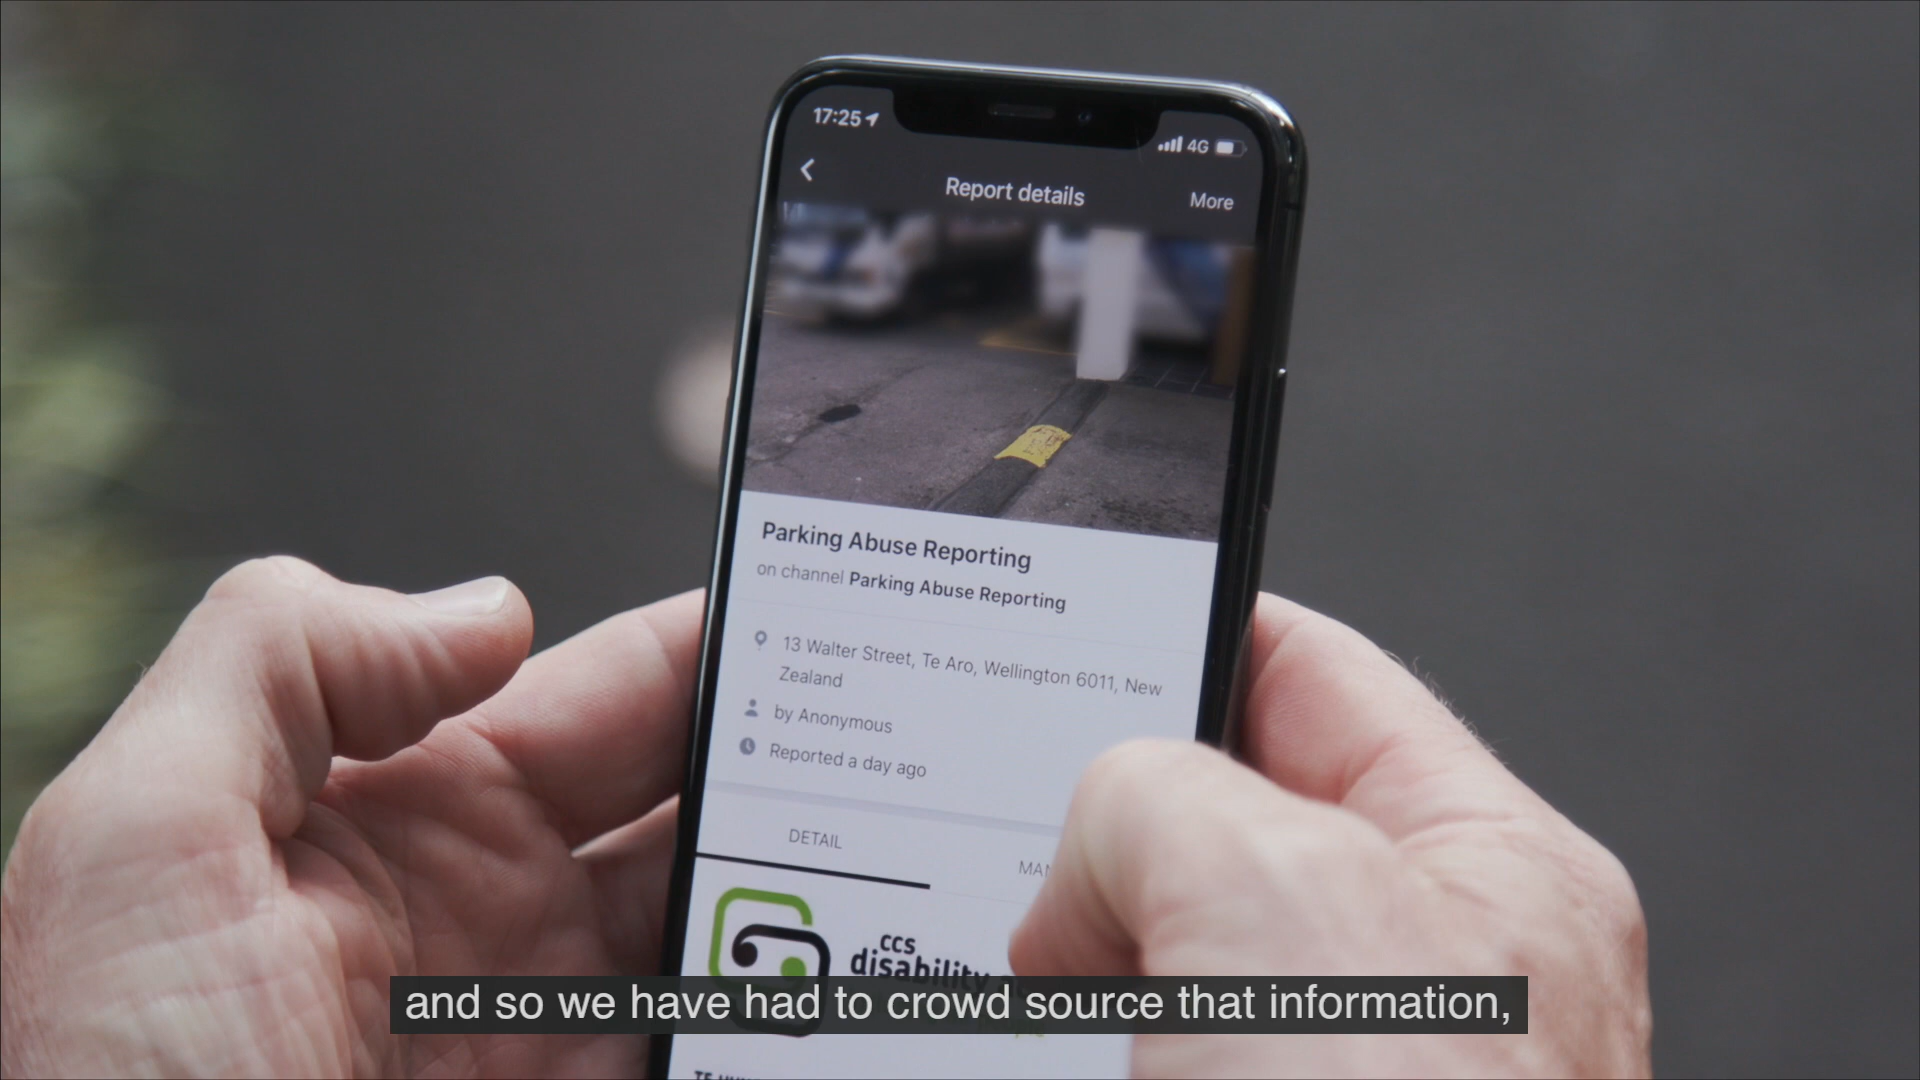 17:25
4G
Report details
More
Parking Abuse Reporting
on channel Parking Abuse Reporting
13 Walter Street, Te Aro, Wellington 6011, New
Zealand
by Anonymous
Reported a day ago
DETAIL
ccs
disability
and so we have had to crowd source that information,